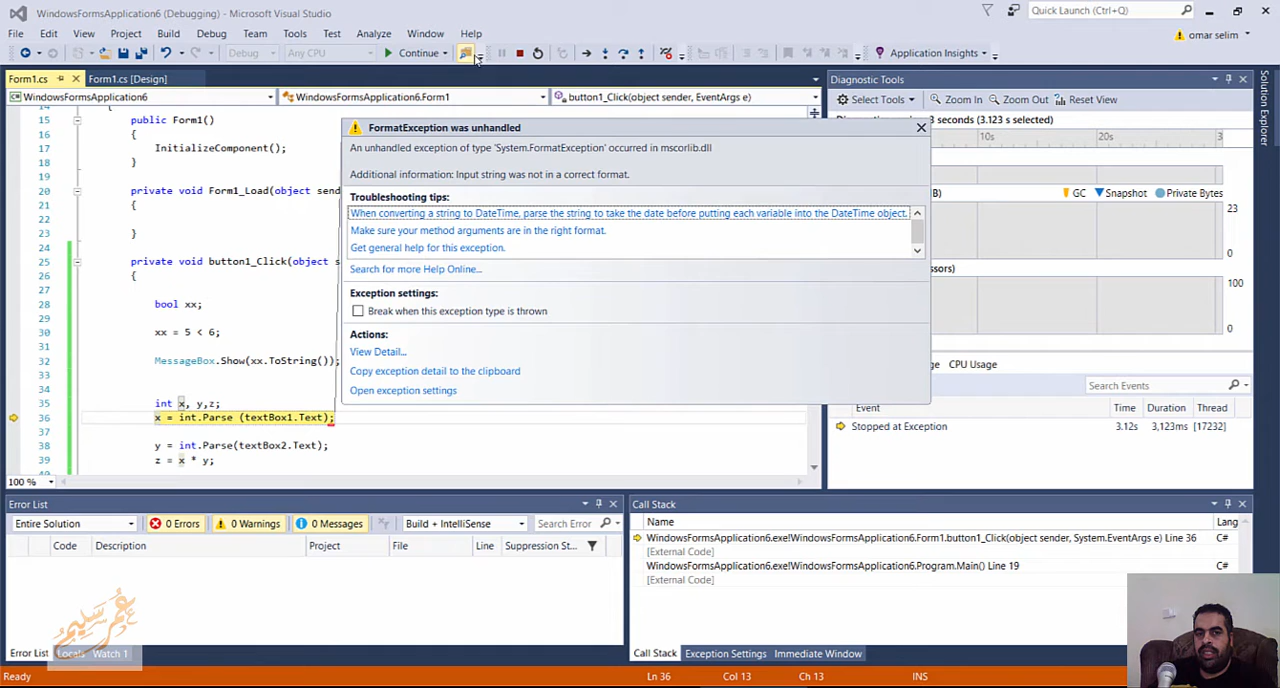 WindowsFormsApplication6 (Debugging) - Microsoft Visual Studio
Quick Launch (Ctrl+Q)
File Edit View Project Build Debug Team Tools Test Analyze Window Help
omar selim
Debug Any CPU Continue Application Insights
Form1.cs Form1.cs [Design]
WindowsFormsApplication6 WindowsFormsApplication6.Form1 button1_Click(object sender, EventArgs e)
14
15 public Form1()
16 {
17 InitializeComponent();
18 }
19
20 private void Form1_Load(object send
21 {
22
23 }
24
25 private void button1_Click(object s
26 {
27
28 bool xx;
29
30 xx = 5 < 6;
31
32 MessageBox.Show(xx.ToString());
33
34
35 int x, y,z;
36 x = int.Parse (textBox1.Text);
37
38 y = int.Parse(textBox2.Text);
39 z = x * y;
100 %
FormatException was unhandled
An unhandled exception of type 'System.FormatException' occurred in mscorlib.dll
Additional information: Input string was not in a correct format.
Troubleshooting tips:
When converting a string to DateTime, parse the string to take the date before putting each variable into the DateTime object.
Make sure your method arguments are in the right format.
Get general help for this exception.
Search for more Help Online...
Exception settings:
Break when this exception type is thrown
Actions:
View Detail...
Copy exception detail to the clipboard
Open exception settings
Diagnostic Tools
Select Tools Zoom In Zoom Out Reset View
3 seconds (3.123 s selected)
10s 20s 3
B) GC Snapshot Private Bytes
23
0
sors)
100
0
ge CPU Usage
Search Events
Event Time Duration Thread
Stopped at Exception 3.12s 3,123ms [17232]
Solution Explorer
Error List
Entire Solution 0 Errors 0 Warnings 0 Messages Build + IntelliSense Search Error
Code Description Project File Line Suppression St...
Error List Locals Watch 1
عمر سليم
Call Stack
Name Lang
WindowsFormsApplication6.exe!WindowsFormsApplication6.Form1.button1_Click(object sender, System.EventArgs e) Line 36 C#
[External Code]
WindowsFormsApplication6.exe!WindowsFormsApplication6.Program.Main() Line 19 C#
[External Code]
Call Stack Exception Settings Immediate Window
Ready Ln 36 Col 13 Ch 13 INS